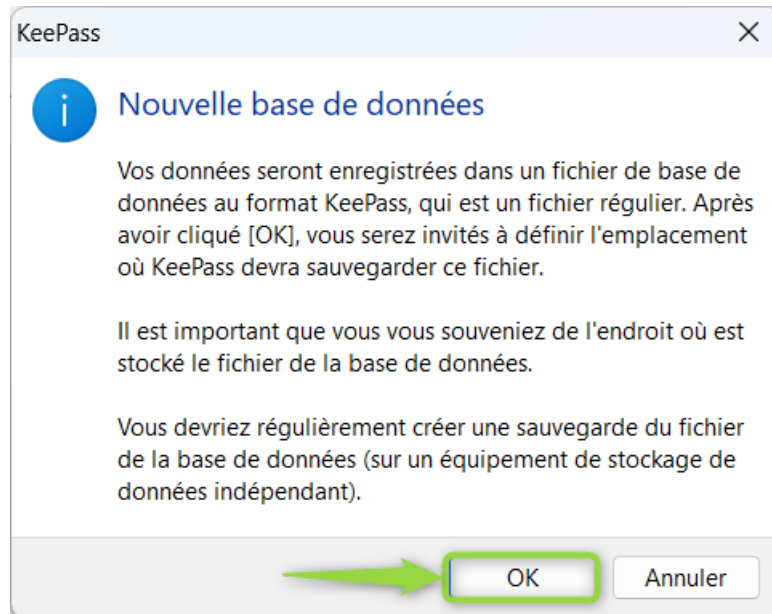 KeePass
Nouvelle base de données
Vos données seront enregistrées dans un fichier de base de
données au format KeePass, qui est un fichier régulier. Après
avoir cliqué [OK], vous serez invités à définir l'emplacement
où KeePass devra sauvegarder ce fichier.
Il est important que vous vous souveniez de l'endroit où est
stocké le fichier de la base de données.
Vous devriez régulièrement créer une sauvegarde du fichier
de la base de données (sur un équipement de stockage de
données indépendant).
OK
Annuler